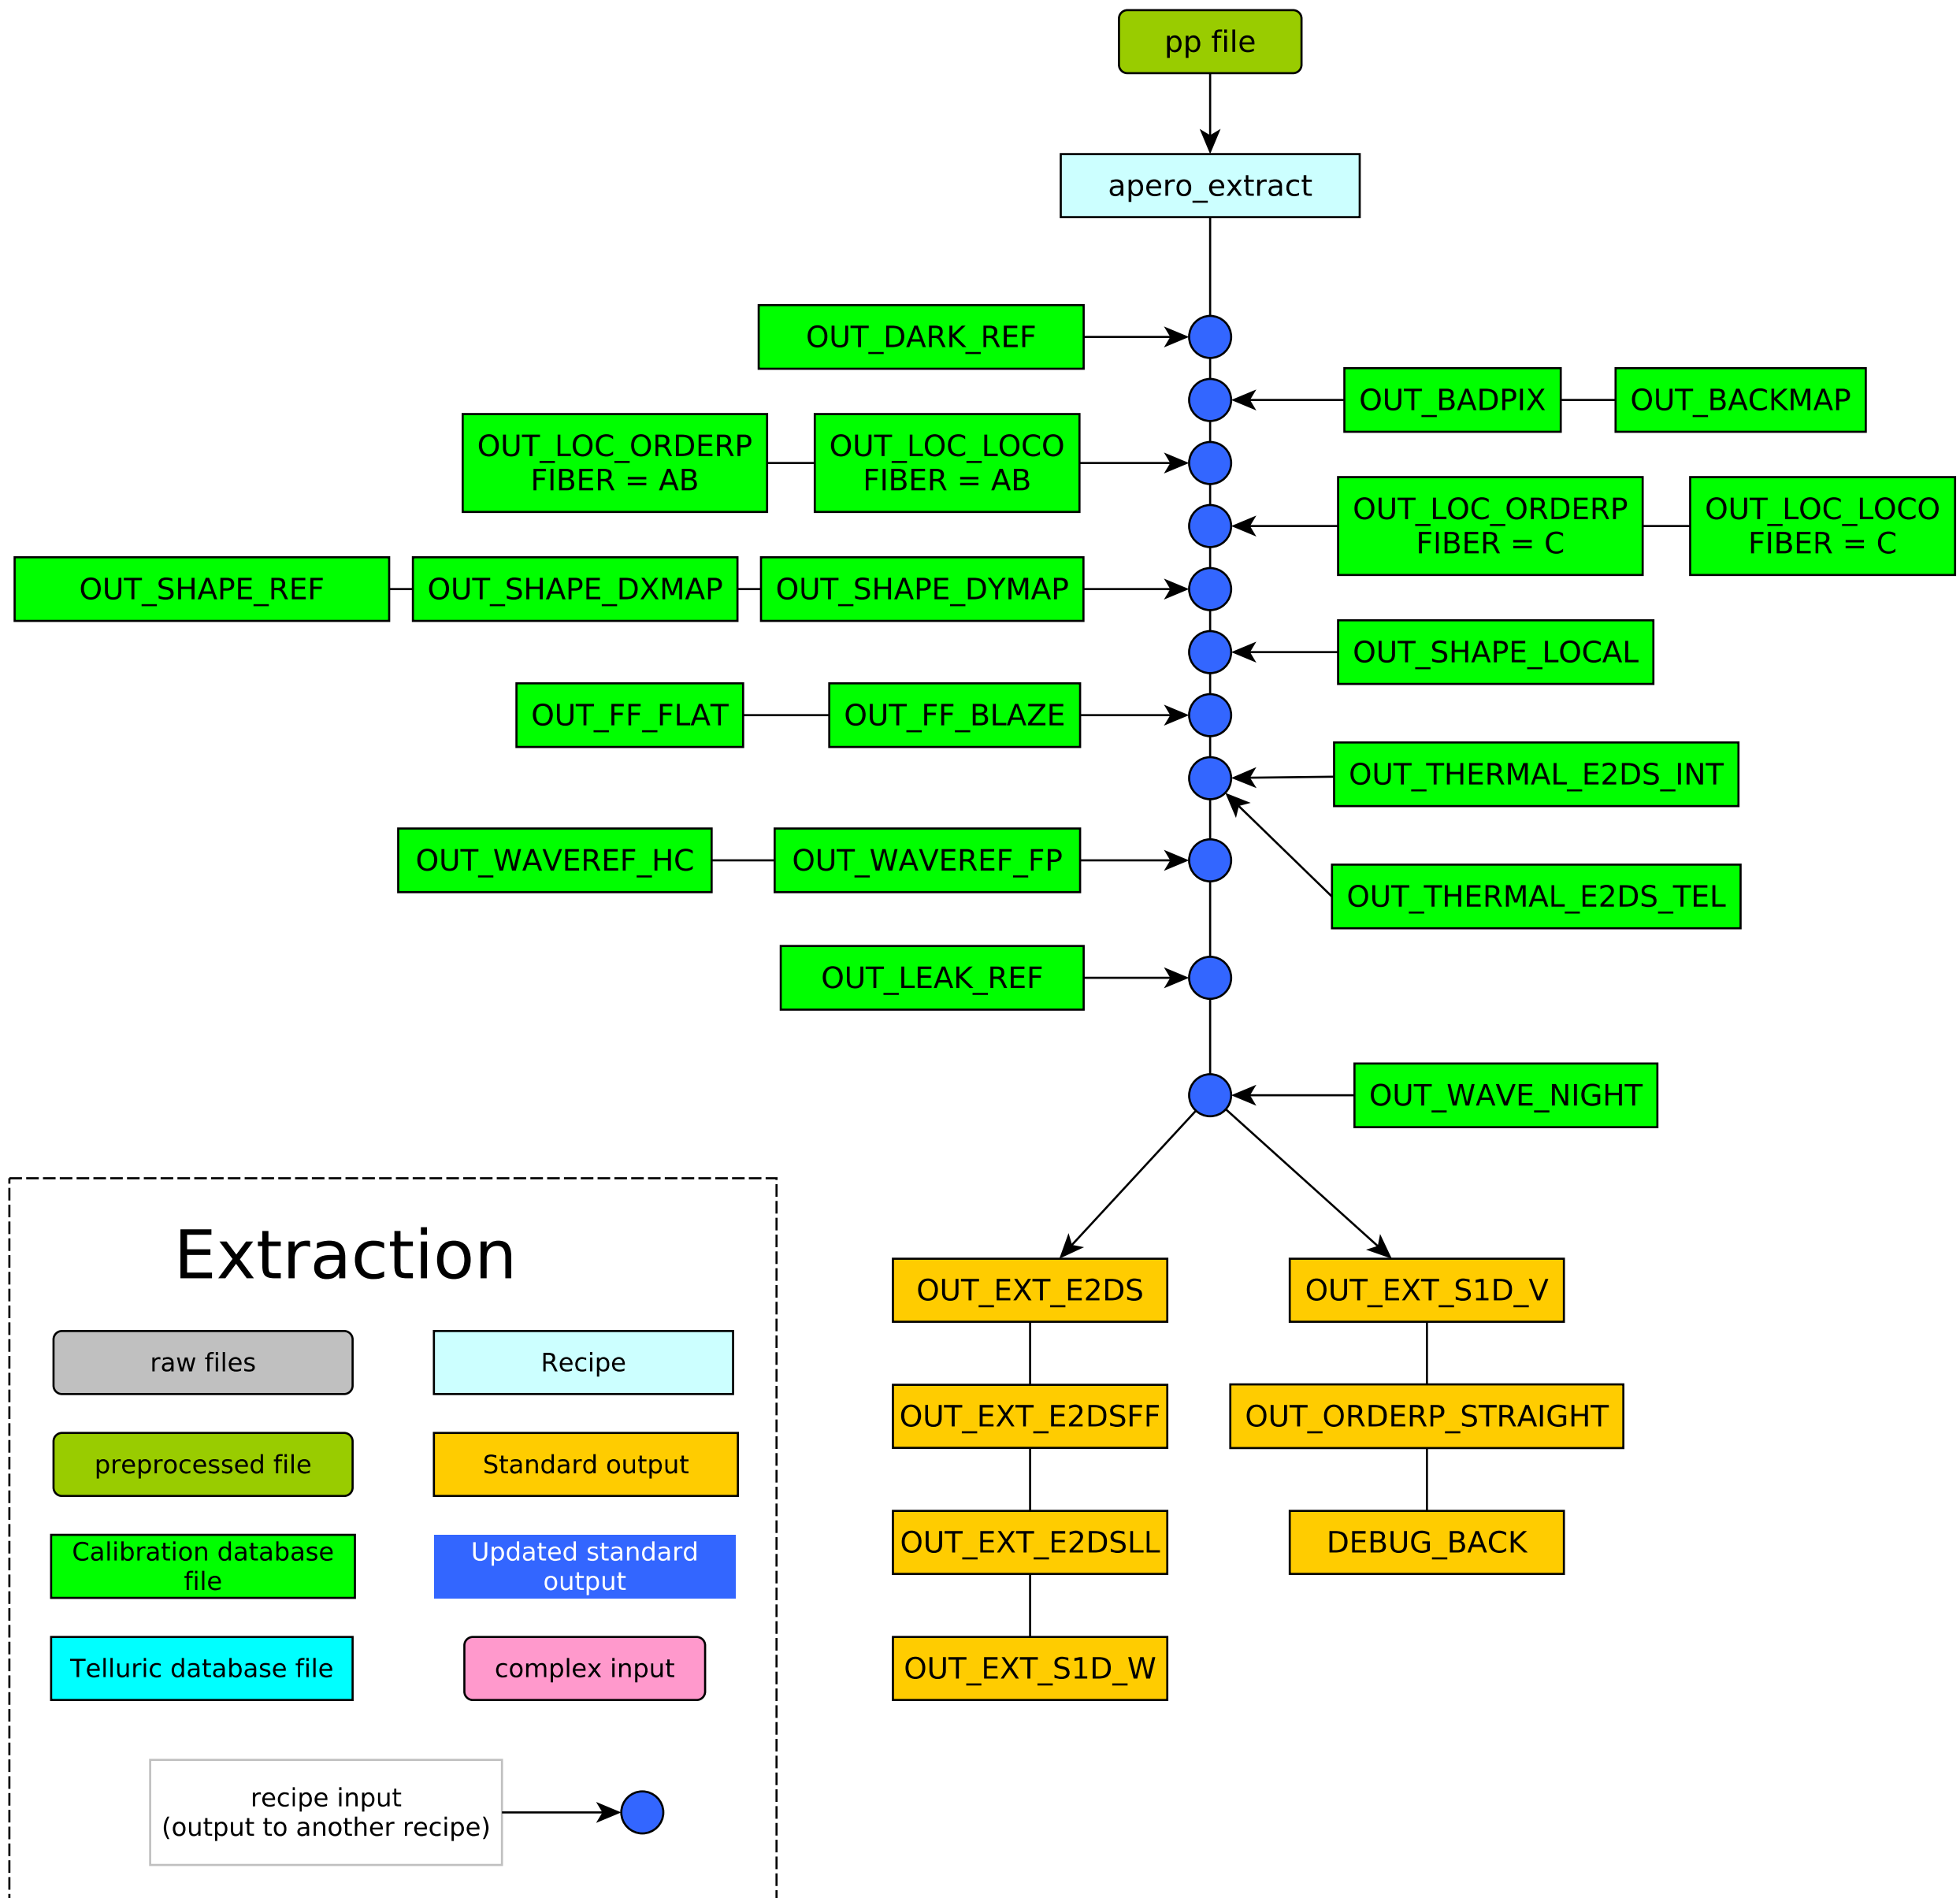 pp file
apero_extract
OUT_DARK_REF
OUT_BADPIX
OUT_BACKMAP
OUT_LOC_ORDERP
FIBER = AB
OUT_LOC_LOCO
FIBER = AB
OUT_LOC_ORDERP
FIBER = C
OUT_LOC_LOCO
FIBER = C
OUT_SHAPE_REF
OUT_SHAPE_DXMAP
OUT_SHAPE_DYMAP
OUT_SHAPE_LOCAL
OUT_FF_FLAT
OUT_FF_BLAZE
OUT_THERMAL_E2DS_INT
OUT_WAVEREF_HC
OUT_WAVEREF_FP
OUT_THERMAL_E2DS_TEL
OUT_LEAK_REF
OUT_WAVE_NIGHT
OUT_EXT_E2DS
OUT_EXT_S1D_V
OUT_EXT_E2DSFF
OUT_ORDERP_STRAIGHT
OUT_EXT_E2DSLL
DEBUG_BACK
OUT_EXT_S1D_W
Extraction
raw files
Recipe
preprocessed file
Standard output
Calibration database
file
Updated standard
output
Telluric database file
complex input
recipe input
(output to another recipe)